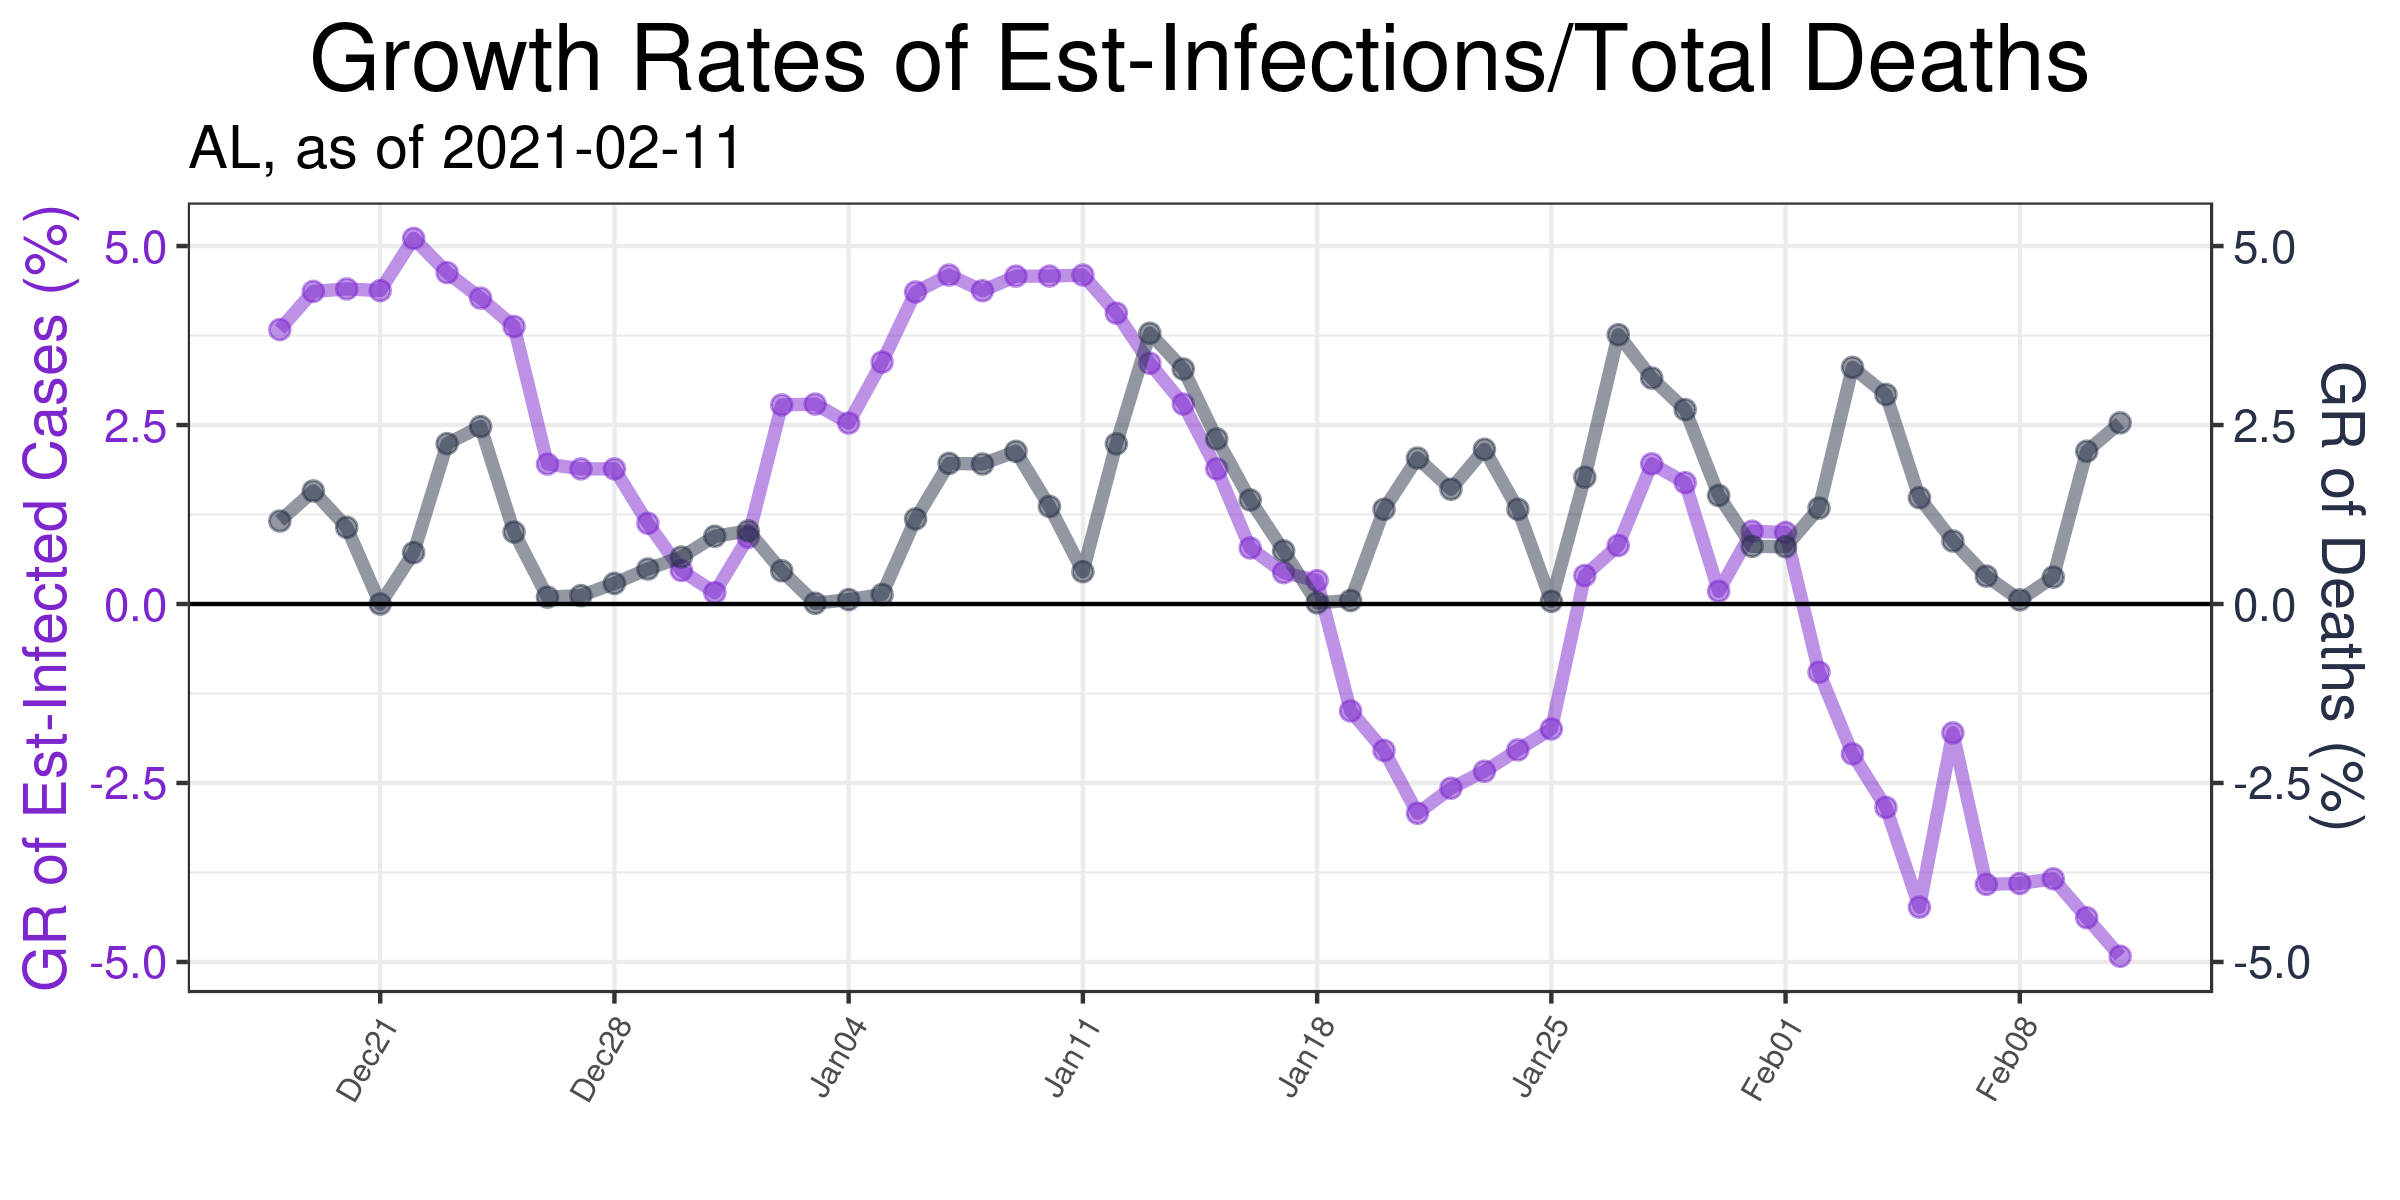 Growth Rates of Est-Infections/Total Deaths
AL, as of 2021-02-11
GR of Est-Infected Cases (%)
5.0
2.5
0.0
-2.5
-5.0
5.0
2.5
0.0
-2.5
-5.0
GR of Deaths (%)
Dec21
Dec28
Jan04
Jan11
Jan18
Jan25
Feb01
Feb08